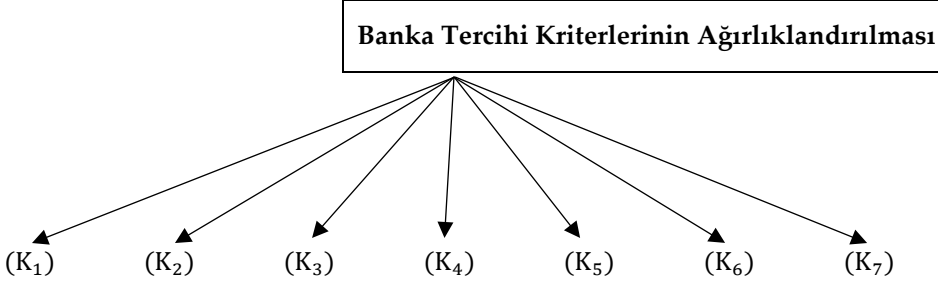 Banka Tercihi Kriterlerinin Ağırlıklandırılması
(K₁) (K₂) (K₃) (K₄) (K₅) (K₆) (K₇)